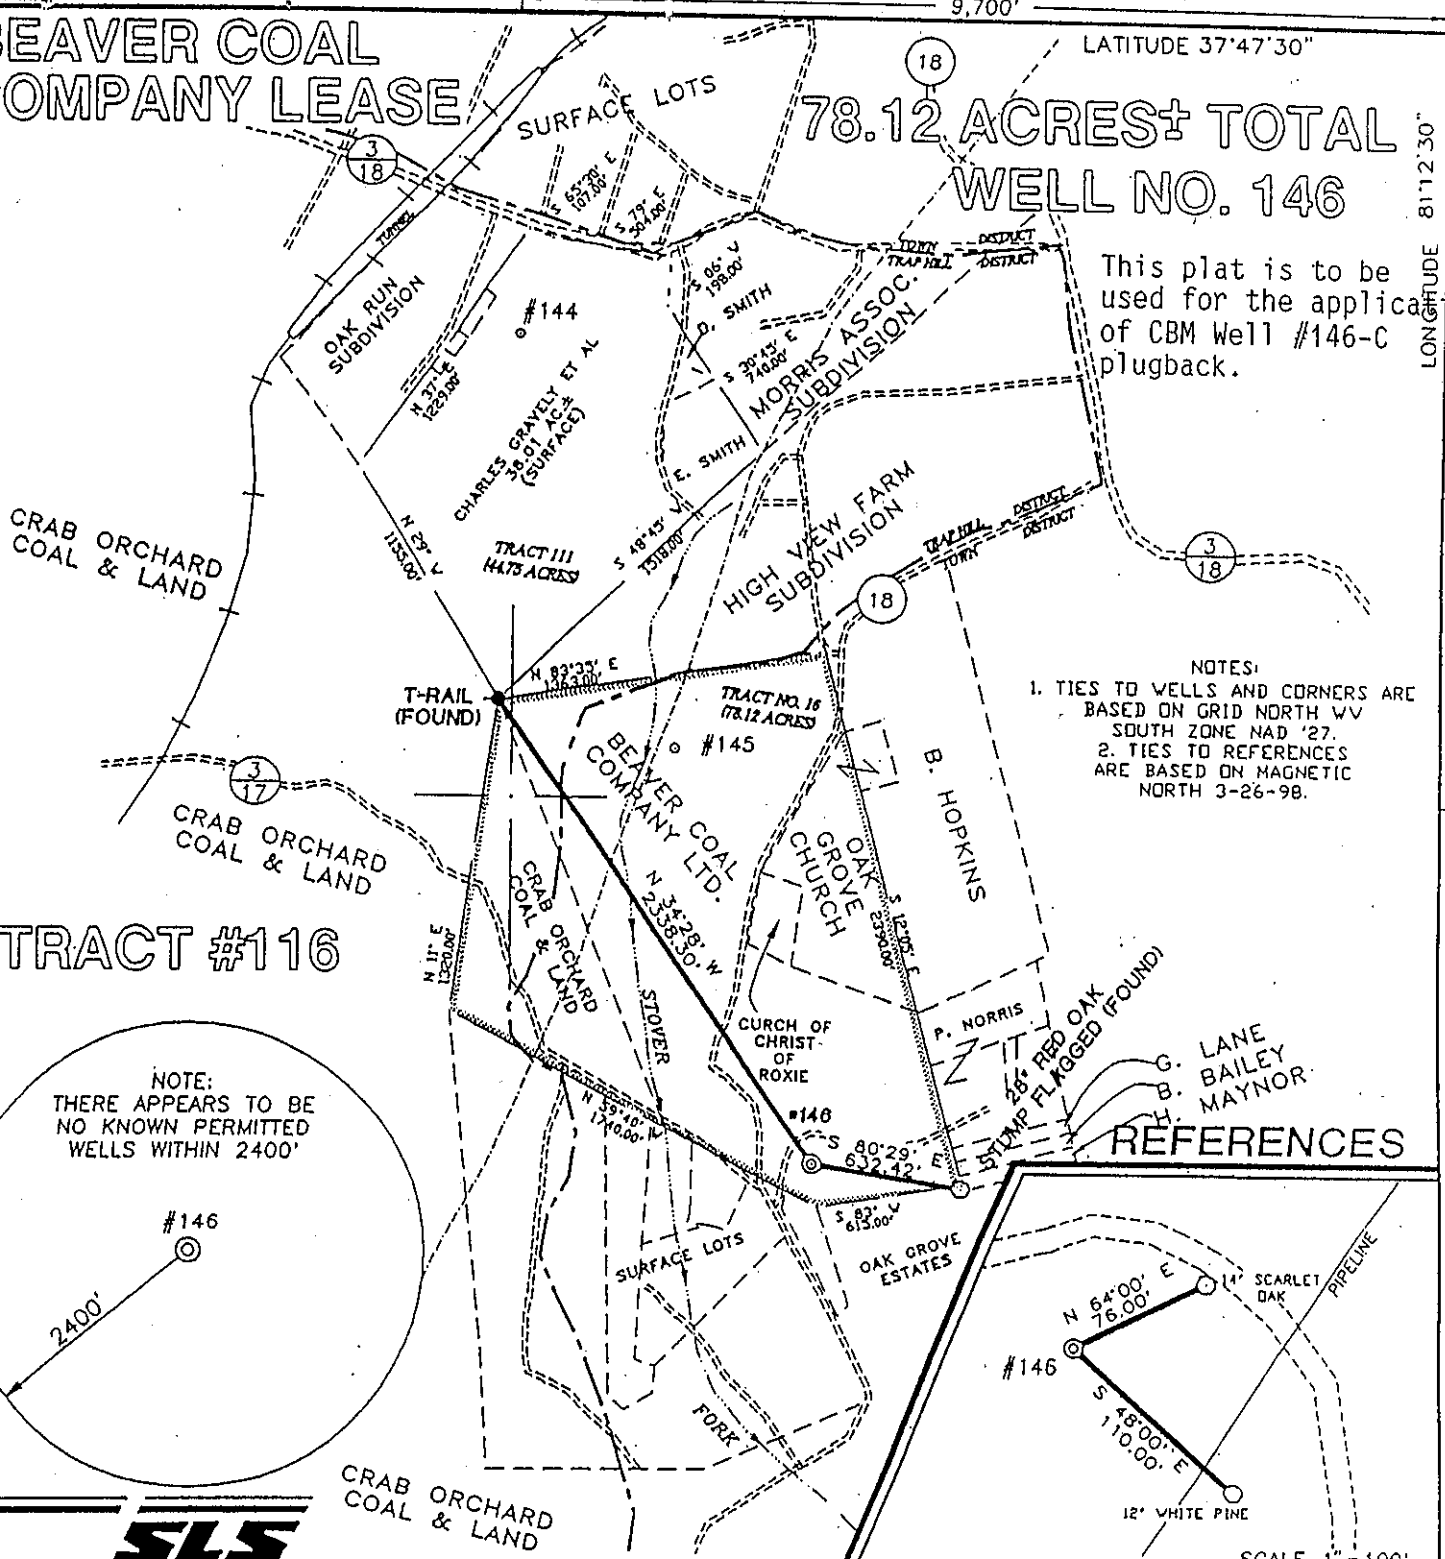 9,700'
BEAVER COAL
COMPANY LEASE
LATITUDE 37°47'30"
18
SURFACE LOTS
78.12 ACRES± TOTAL
WELL NO. 146
LONGITUDE 81°12'30"
3
18
S 65°30' E
107.00'
S 79° E
504.00'
TUNNEL
TOWN DISTRICT
TRAP HILL DISTRICT
This plat is to be
used for the applicat
of CBM Well #146-C
plugback.
S 06° W
198.00'
OAK RUN
SUBDIVISION
#144
D. SMITH
S 30°45' E
740.00'
MORRIS ASSOC.
SUBDIVISION
N 37° E
1229.00'
CHARLES GRAVELY ET AL
38.01 AC.±
(SURFACE)
E. SMITH
CRAB ORCHARD
COAL & LAND
N 29° W
1155.00'
TRACT 111
(44.75 ACRES)
S 48°45' W
1518.00'
HIGH VIEW FARM
SUBDIVISION
TRAP HILL DISTRICT
TOWN DISTRICT
3
18
18
N 83°35' E
1363.00'
T-RAIL
(FOUND)
TRACT NO. 16
(78.12 ACRES)
NOTES:
1. TIES TO WELLS AND CORNERS ARE
BASED ON GRID NORTH WV
SOUTH ZONE NAD '27.
2. TIES TO REFERENCES
ARE BASED ON MAGNETIC
NORTH 3-26-98.
#145
BEAVER COAL
COMPANY LTD.
B. HOPKINS
3
17
CRAB ORCHARD
COAL & LAND
OAK
GROVE
CHURCH
CRAB ORCHARD
COAL & LAND
N 34°28' W
2338.30'
S 12°05' E
2390.00'
TRACT #116
N 11° E
1320.00'
STOVER
CURCH OF
CHRIST
OF
ROXIE
P. NORRIS
28" RED OAK
STUMP FLAGGED (FOUND)
G. LANE
B. BAILEY
H. MAYNOR
NOTE:
THERE APPEARS TO BE
NO KNOWN PERMITTED
WELLS WITHIN 2400'
N 59°40' W
1740.00'
#146
S 80°29' E
632.42'
REFERENCES
#146
2400'
S 83° W
615.00'
SURFACE LOTS
OAK GROVE
ESTATES
N 64°00' E
76.00'
14" SCARLET
OAK
PIPELINE
#146
S 48°00' E
110.00'
12" WHITE PINE
FORK
CRAB ORCHARD
COAL & LAND
SLS
SCALE 1"=100'